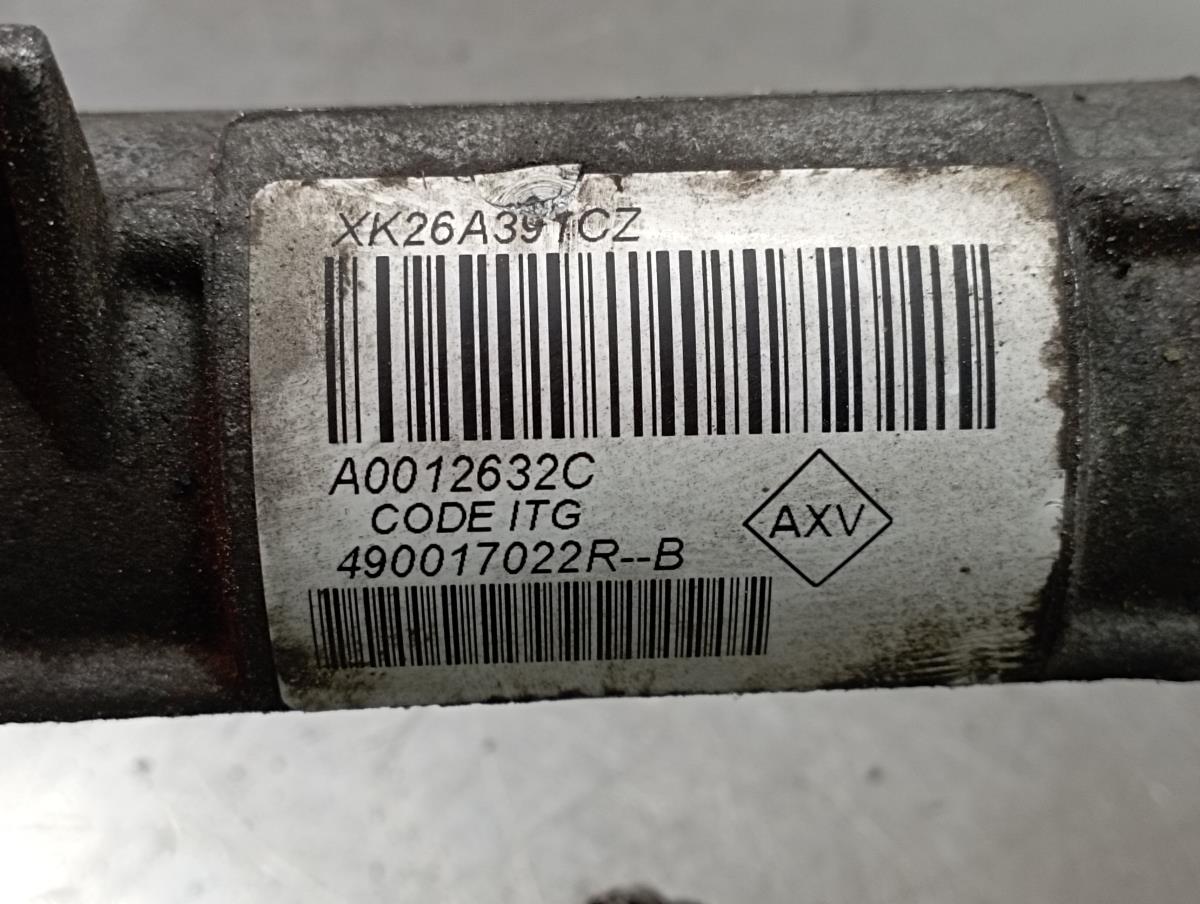 XK26A391CZ
A0012632C
CODE ITG
490017022R--B
AXV